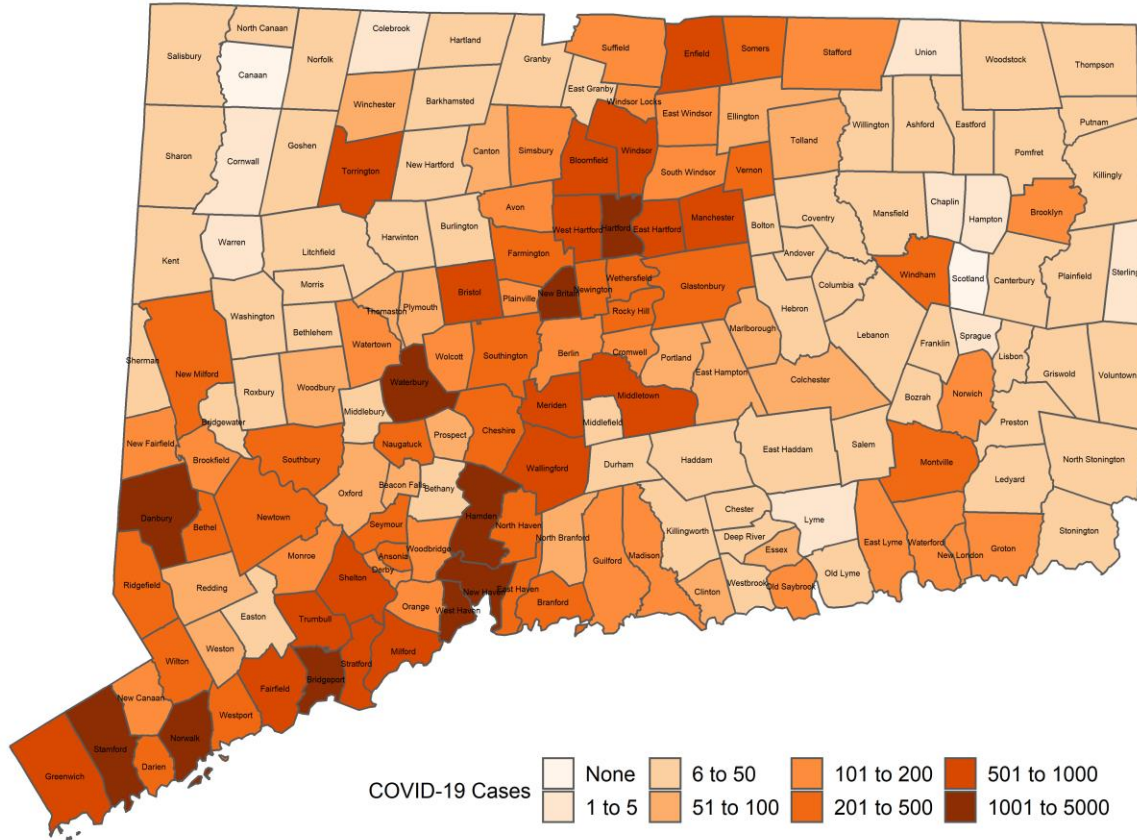 North Canaan
Colebrook
Hartland
Salisbury
Canaan
Norfolk
Granby
Suffield
Enfield
Somers
Stafford
Union
Woodstock
Thompson
East Granby
Winchester
Barkhamsted
Windsor Locks
East Windsor
Ellington
Willington
Ashford
Eastford
Putnam
Sharon
Cornwall
Goshen
Torrington
New Hartford
Canton
Simsbury
Bloomfield
Windsor
South Windsor
Vernon
Tolland
Pomfret
Killingly
Kent
Warren
Litchfield
Harwinton
Burlington
Avon
West Hartford
Hartford
East Hartford
Manchester
Bolton
Coventry
Mansfield
Chaplin
Hampton
Brooklyn
Farmington
Andover
Morris
Washington
Bethlehem
Thomaston
Plymouth
Bristol
Plainville
New Britain
Newington
Wethersfield
Glastonbury
Rocky Hill
Hebron
Columbia
Windham
Scotland
Canterbury
Plainfield
Sterling
Sherman
New Milford
Roxbury
Woodbury
Watertown
Wolcott
Southington
Berlin
Cromwell
Portland
Marlborough
East Hampton
Lebanon
Franklin
Sprague
Lisbon
Griswold
Voluntown
Waterbury
Middlebury
Bridgewater
Meriden
Middletown
Middlefield
Colchester
Bozrah
Norwich
Preston
New Fairfield
Brookfield
Southbury
Naugatuck
Prospect
Cheshire
Wallingford
Durham
Haddam
East Haddam
Salem
Montville
Ledyard
North Stonington
Danbury
Bethel
Newtown
Oxford
Beacon Falls
Bethany
Seymour
Hamden
North Haven
North Branford
Guilford
Madison
Killingworth
Chester
Deep River
Essex
Lyme
East Lyme
Waterford
New London
Groton
Stonington
Ridgefield
Redding
Monroe
Ansonia
Derby
Woodbridge
Shelton
Orange
New Haven
West Haven
East Haven
Branford
Clinton
Westbrook
Old Saybrook
Old Lyme
Easton
Trumbull
Weston
Wilton
Stratford
Milford
Fairfield
Bridgeport
New Canaan
Westport
Norwalk
Stamford
Darien
Greenwich
COVID-19 Cases
None
6 to 50
101 to 200
501 to 1000
1 to 5
51 to 100
201 to 500
1001 to 5000